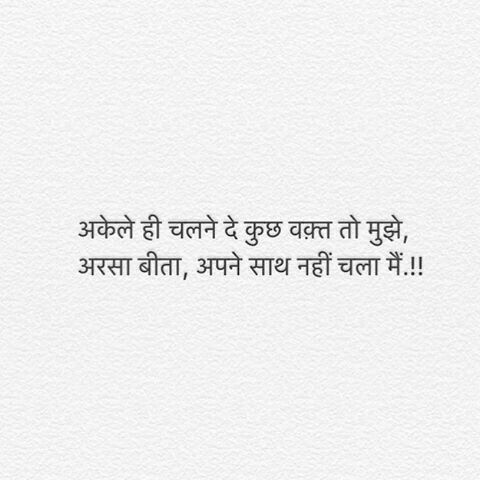 अकेले ही चलने दे कुछ वक़्त तो मुझे,
अरसा बीता, अपने साथ नहीं चला मैं.!!